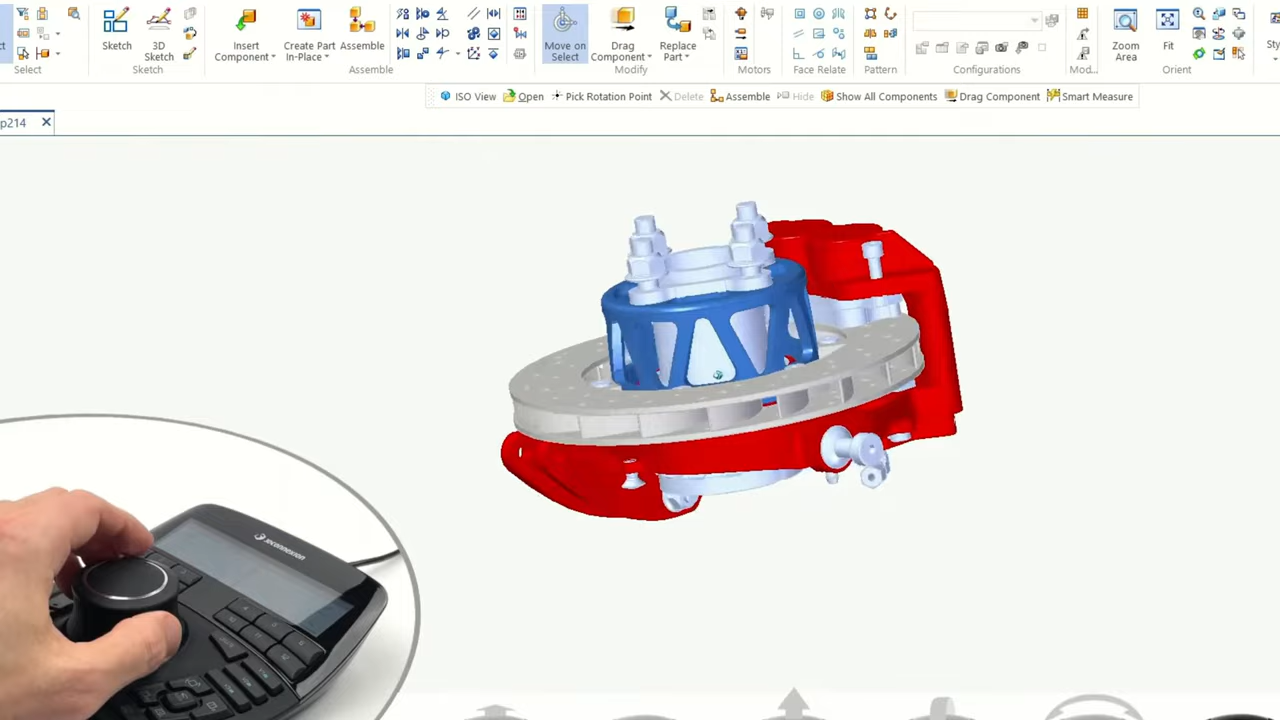 Sketch
3D Sketch
Insert Component
Create Part In-Place
Assemble
Move on Select
Drag Component
Replace Part
Zoom Area
Fit
Select
Sketch
Assemble
Modify
Motors
Face Relate
Pattern
Configurations
Mod...
Orient
ISO View
Open
Pick Rotation Point
Delete
Assemble
Hide
Show All Components
Drag Component
Smart Measure
p214
3connexion